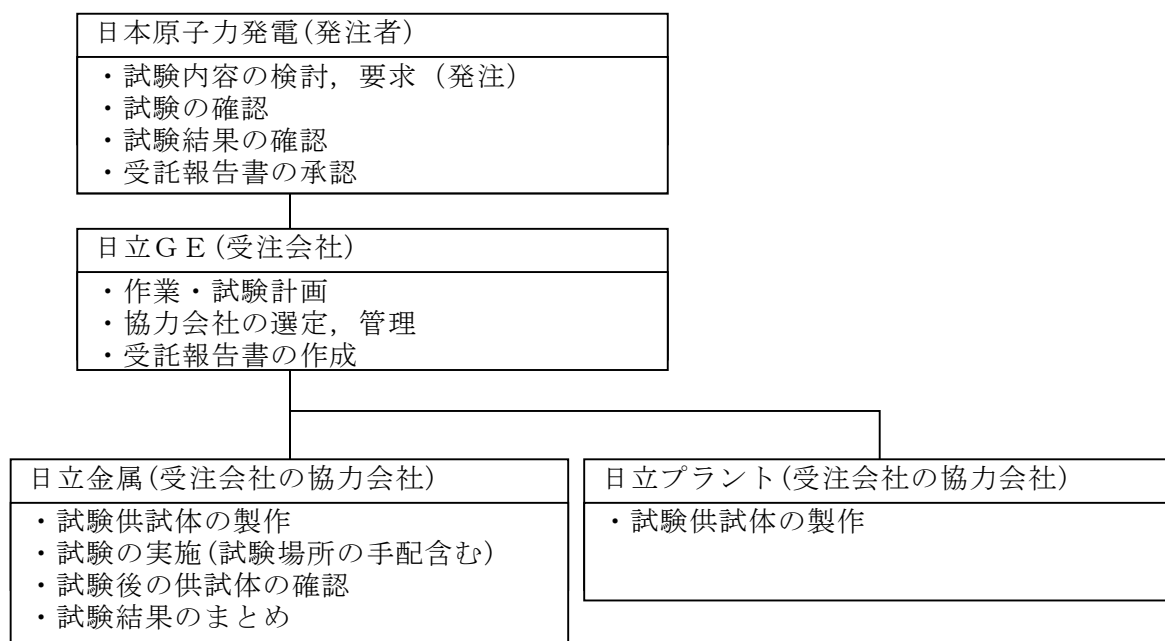 日本原子力発電(発注者)
・試験内容の検討，要求（発注）
・試験の確認
・試験結果の確認
・受託報告書の承認
日立ＧＥ(受注会社)
・作業・試験計画
・協力会社の選定，管理
・受託報告書の作成
日立金属(受注会社の協力会社)
・試験供試体の製作
・試験の実施(試験場所の手配含む)
・試験後の供試体の確認
・試験結果のまとめ
日立プラント(受注会社の協力会社)
・試験供試体の製作